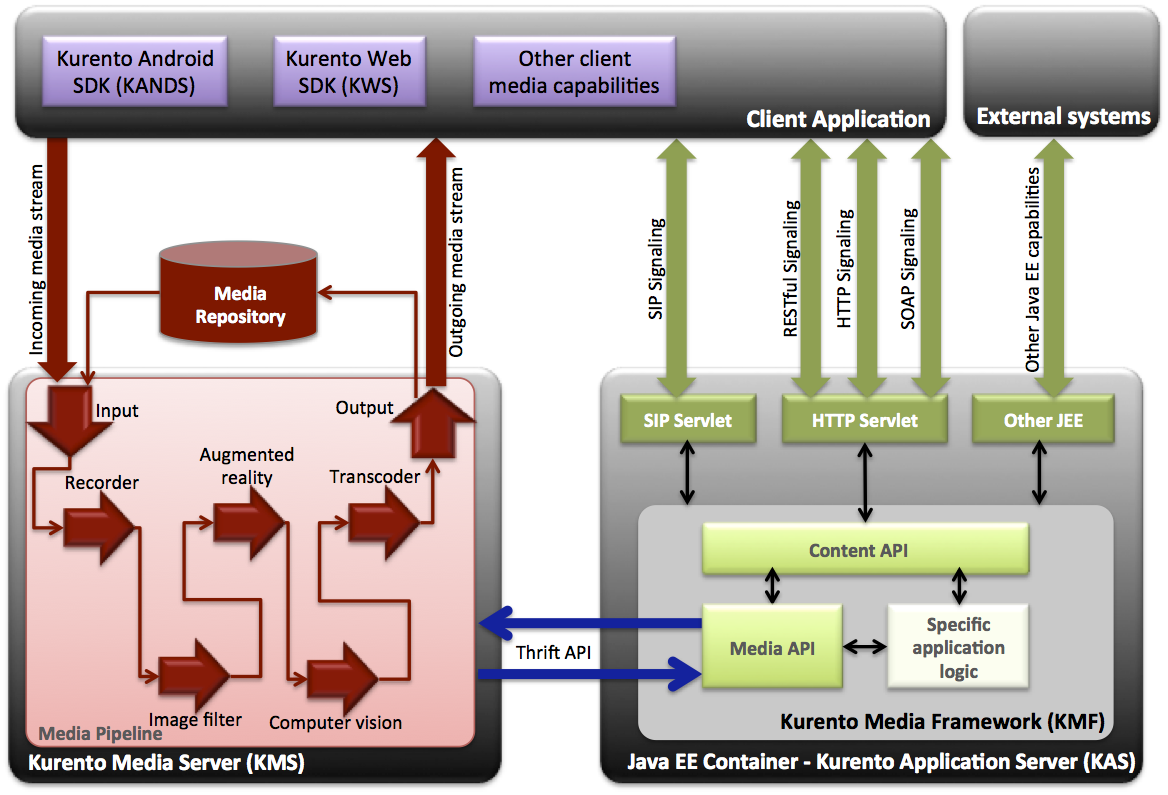 Kurento Android
SDK (KANDS)
Kurento Web
SDK (KWS)
Other client
media capabilities
Client Application
External systems
Incoming media stream
Outgoing media stream
SIP Signaling
RESTful Signaling
HTTP Signaling
SOAP Signaling
Other Java EE capabilities
Media
Repository
Input
Output
Recorder
Augmented
reality
Transcoder
Image filter
Computer vision
Media Pipeline
Kurento Media Server (KMS)
Thrift API
SIP Servlet
HTTP Servlet
Other JEE
Content API
Media API
Specific
application
logic
Kurento Media Framework (KMF)
Java EE Container - Kurento Application Server (KAS)